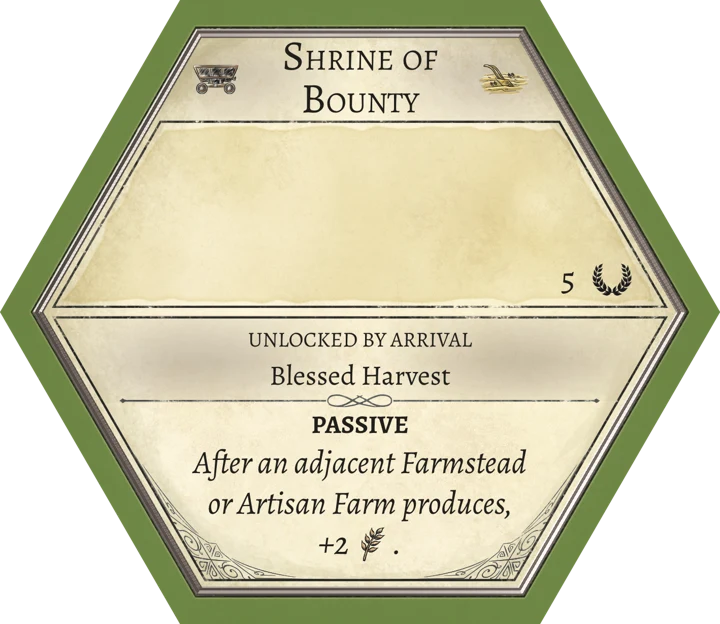 Shrine of
Bounty
5
UNLOCKED BY ARRIVAL
Blessed Harvest
PASSIVE
After an adjacent Farmstead
or Artisan Farm produces,
+2 .